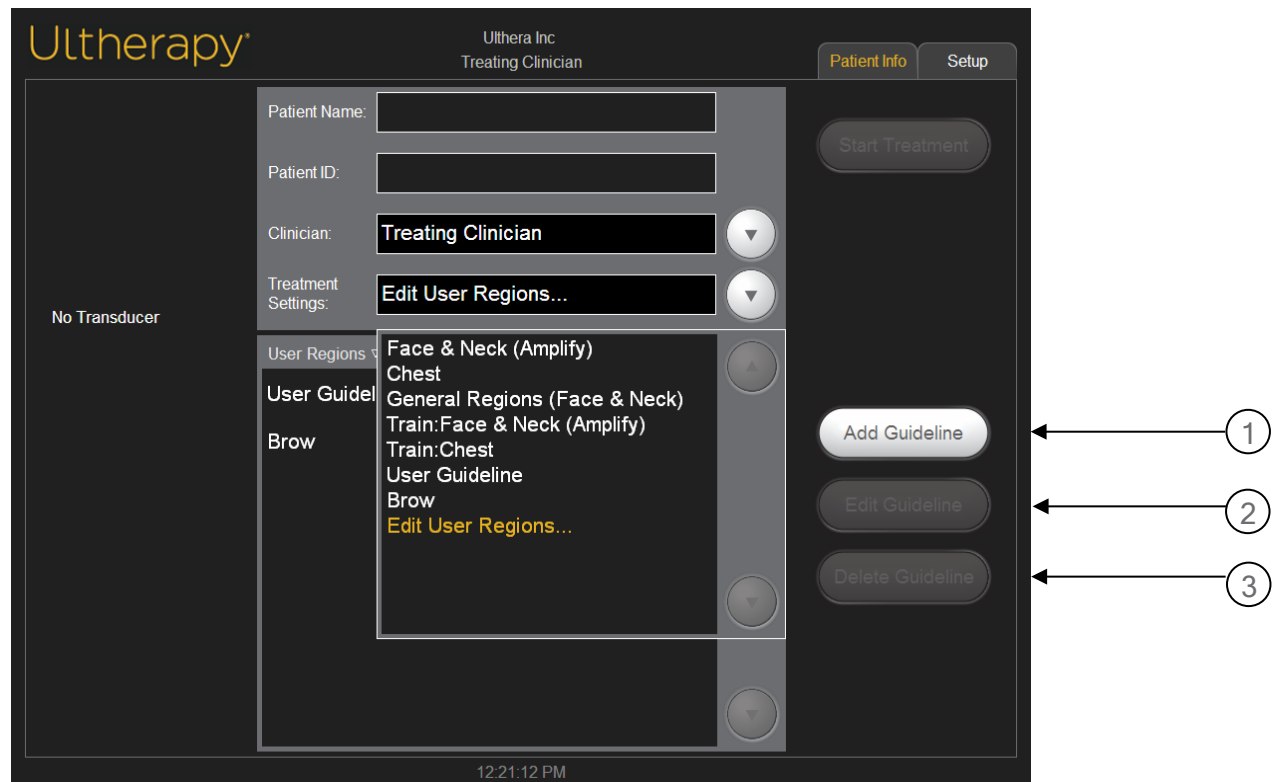 Ultherapy
Ulthera Inc
Treating Clinician
Patient Info
Setup
Patient Name:
Start Treatment
Patient ID:
Clinician:
Treating Clinician
Treatment
Settings:
Edit User Regions...
No Transducer
User Regions
Face & Neck (Amplify)
Chest
General Regions (Face & Neck)
Train:Face & Neck (Amplify)
Train:Chest
User Guideline
Brow
Edit User Regions...
User Guidel
Brow
Add Guideline
1
Edit Guideline
2
Delete Guideline
3
12:21:12 PM